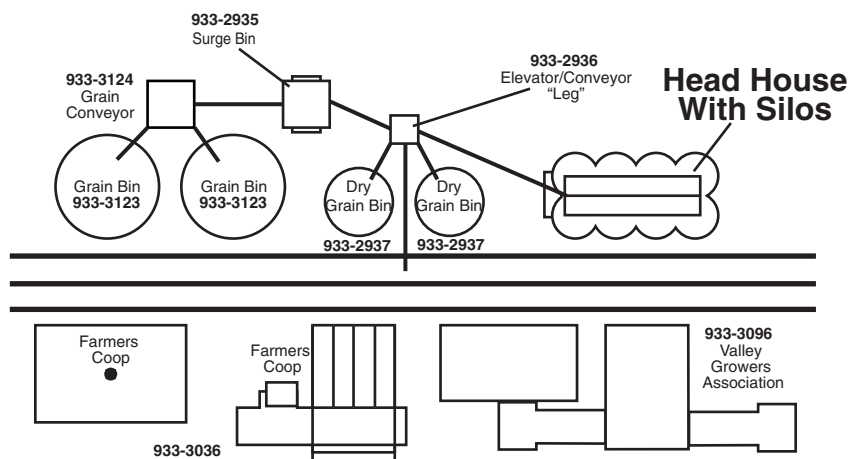 933-2935
Surge Bin
933-3124
Grain
Conveyor
933-2936
Elevator/Conveyor
“Leg”
Head House
With Silos
Grain Bin
933-3123
Grain Bin
933-3123
Dry
Grain Bin
933-2937
Dry
Grain Bin
933-2937
Farmers
Coop
Farmers
Coop
933-3036
933-3096
Valley
Growers
Association